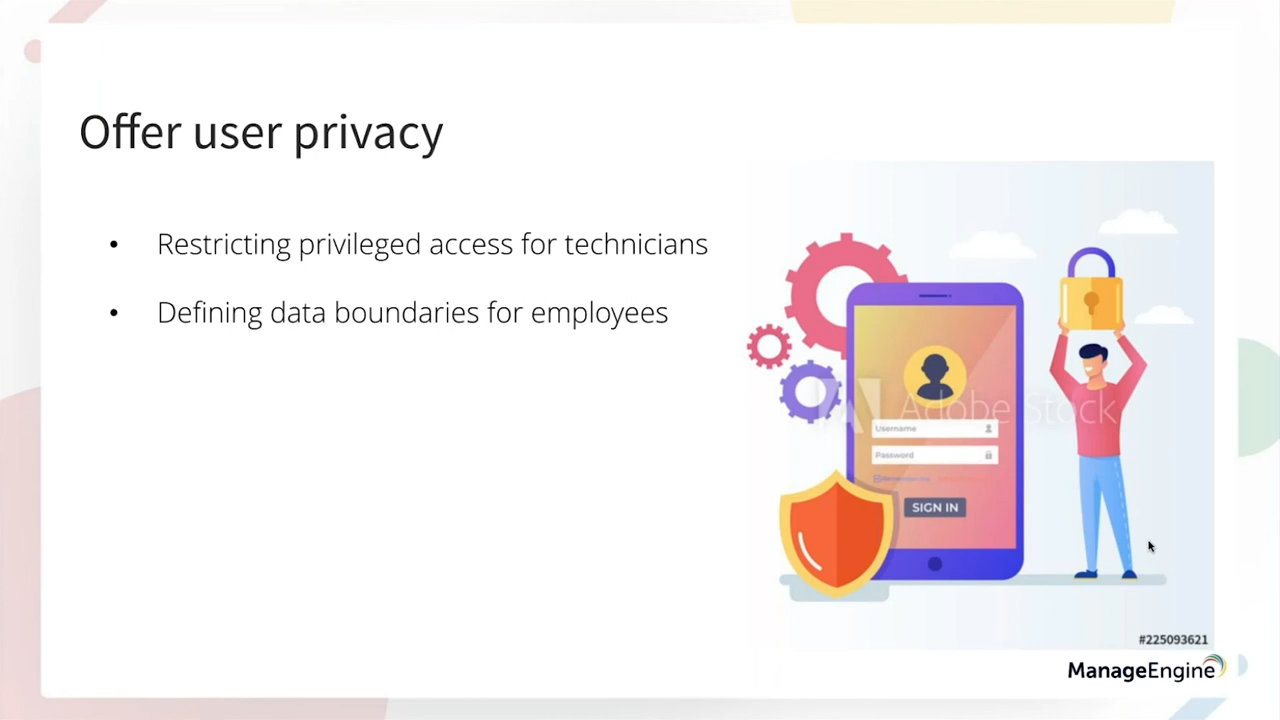 Offer user privacy
• Restricting privileged access for technicians
• Defining data boundaries for employees
Adobe Stock
Username
Password
SIGN IN
#225093621
ManageEngine